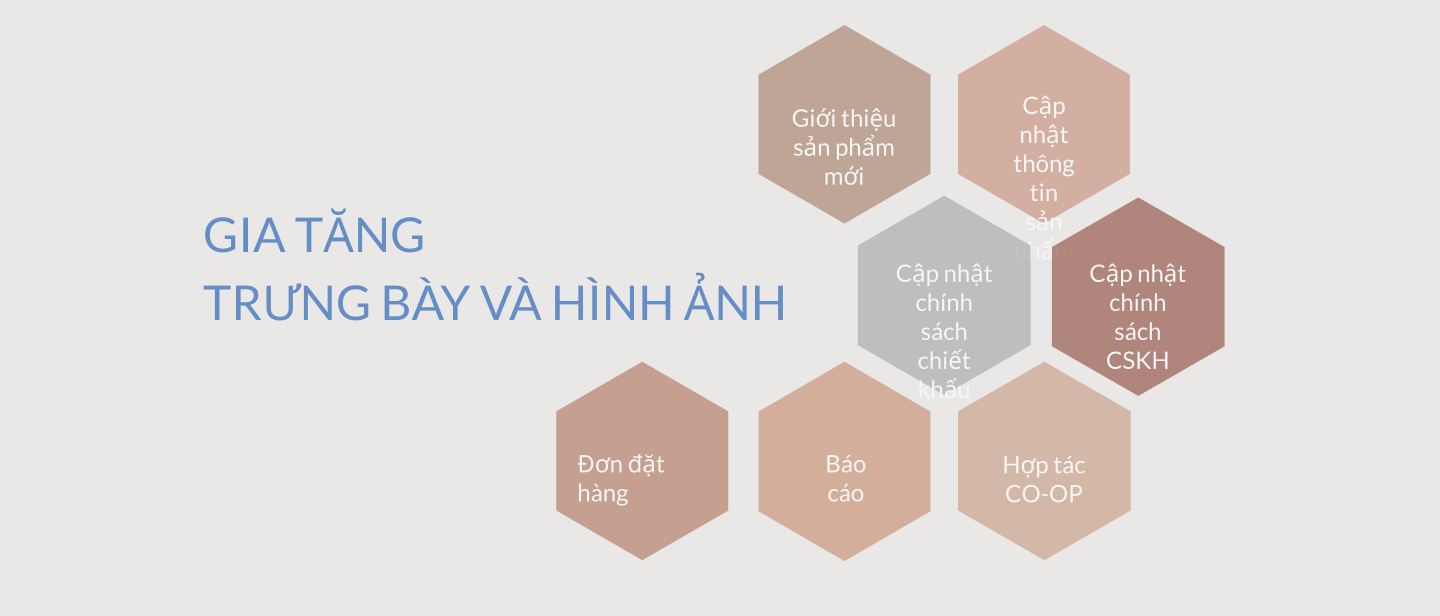 GIA TĂNG
TRƯNG BÀY VÀ HÌNH ẢNH
Giới thiệu
sản phẩm
mới
Cập
nhật
thông
tin
sản
phẩm
Cập nhật
chính
sách
chiết
khấu
Cập nhật
chính
sách
CSKH
Đơn đặt
hàng
Báo
cáo
Hợp tác
CO-OP